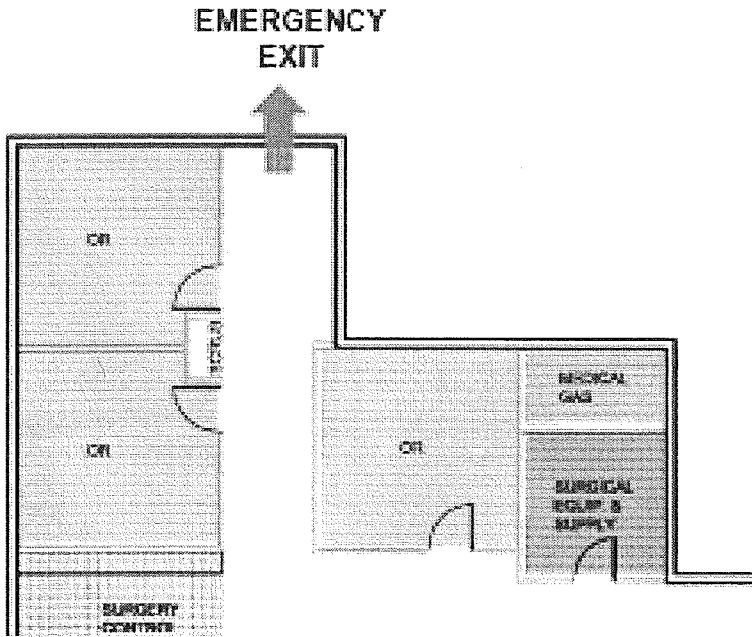 EMERGENCY
EXIT
OR
OR
OR
MEDICAL
GAS
SURGICAL
EQUIP. &
SUPPLY
SURGERY
CONTROL